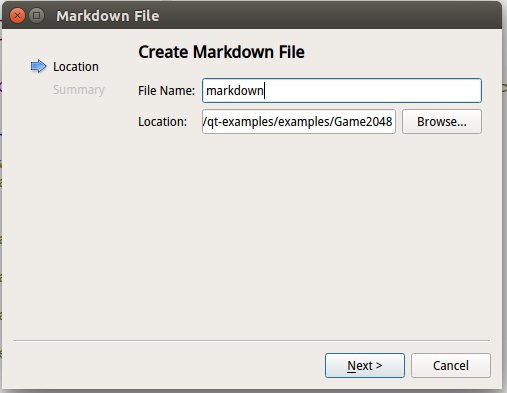 Markdown File
Location
Summary
Create Markdown File
File Name: markdown
Location: /qt-examples/examples/Game2048 Browse...
Next > Cancel